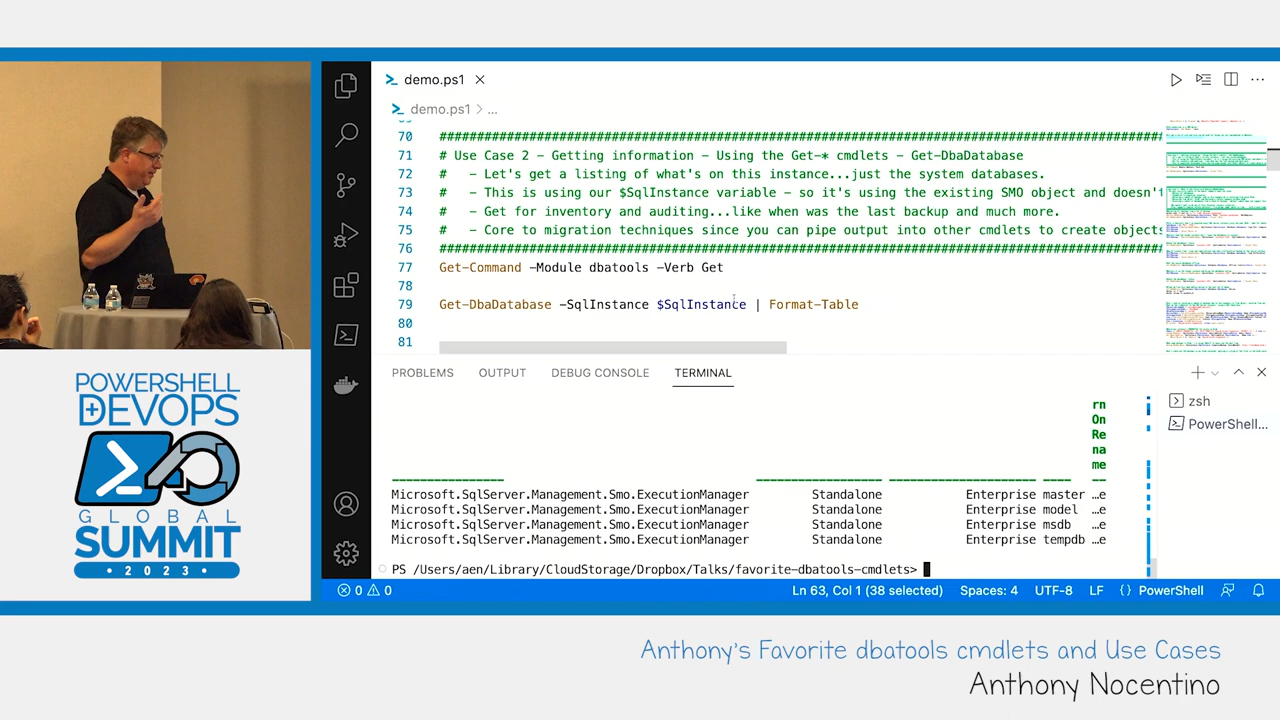 demo.ps1
demo.ps1 > ...
70 ################################################################################
71 # Use Case 2 - Getting information - Using the Get-* cmdlets - Get-DbaDatabase
72 # - Let's get a listing of what's on this instance...just the system databases.
73 # - This is using our $SqlInstance variable - so it's using the existing SMO object and doesn't
74 # - Get for inventory and auditing...like when was the last backup and much more.
75 # - Core migration technique since you can pipe output into other cmdlets to create objects
################################################################################
77 Get-Command -Module dbatools -Verb Get
78
79 Get-DbaDatabase -SqlInstance $SqlInstance | Format-Table
80
81
PROBLEMS OUTPUT DEBUG CONSOLE TERMINAL
zsh
PowerShell...
rn
On
Re
na
me
Microsoft.SqlServer.Management.Smo.ExecutionManager Standalone Enterprise master …e
Microsoft.SqlServer.Management.Smo.ExecutionManager Standalone Enterprise model …e
Microsoft.SqlServer.Management.Smo.ExecutionManager Standalone Enterprise msdb …e
Microsoft.SqlServer.Management.Smo.ExecutionManager Standalone Enterprise tempdb …e
PS /Users/aen/Library/CloudStorage/Dropbox/Talks/favorite-dbatools-cmdlets>
0 0 Ln 63, Col 1 (38 selected) Spaces: 4 UTF-8 LF {} PowerShell
POWERSHELL
+DEVOPS
GLOBAL
SUMMIT
• 2023 •
Anthony's Favorite dbatools cmdlets and Use Cases
Anthony Nocentino